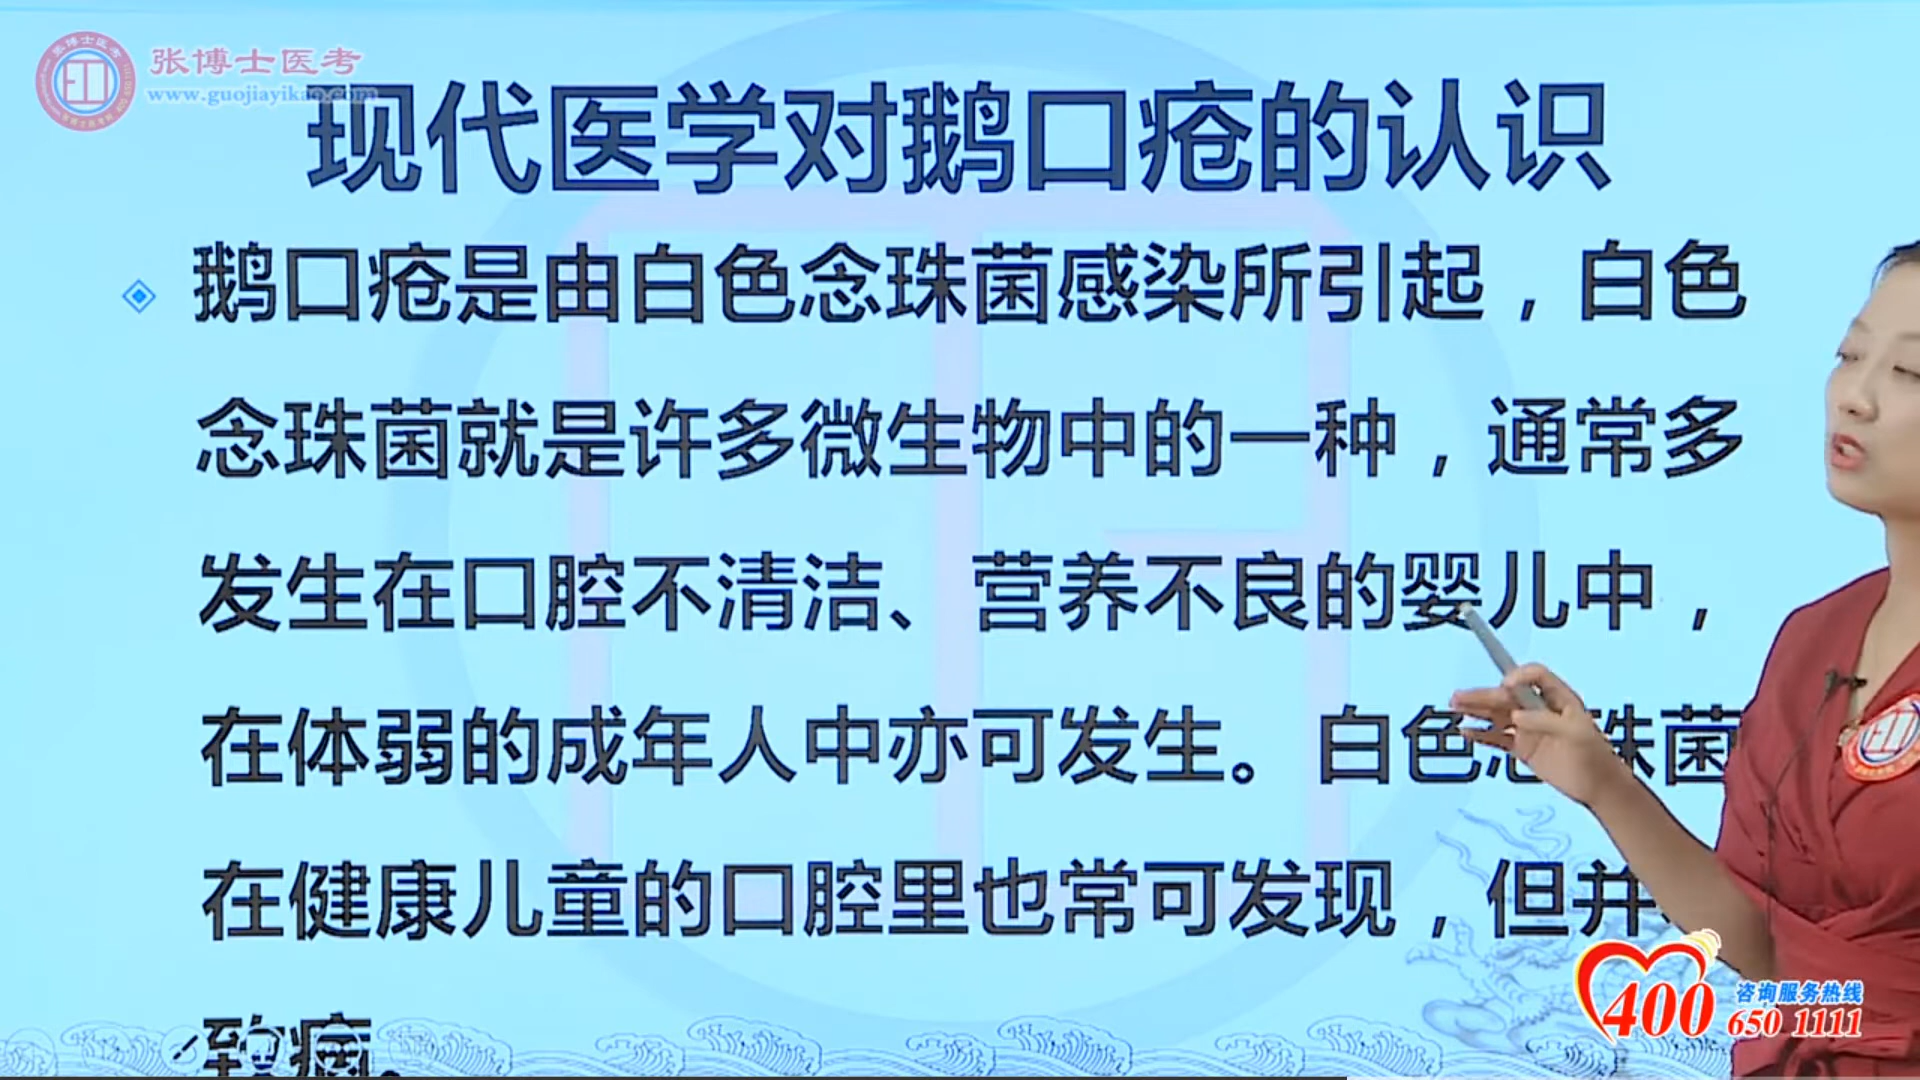 张博士医考
www.guojiayikao.com
现代医学对鹅口疮的认识
鹅口疮是由白色念珠菌感染所引起，白色
念珠菌就是许多微生物中的一种，通常多
发生在口腔不清洁、营养不良的婴儿中，
在体弱的成年人中亦可发生。白色念珠菌
在健康儿童的口腔里也常可发现，但并
致病。
400 咨询服务热线
650 1111